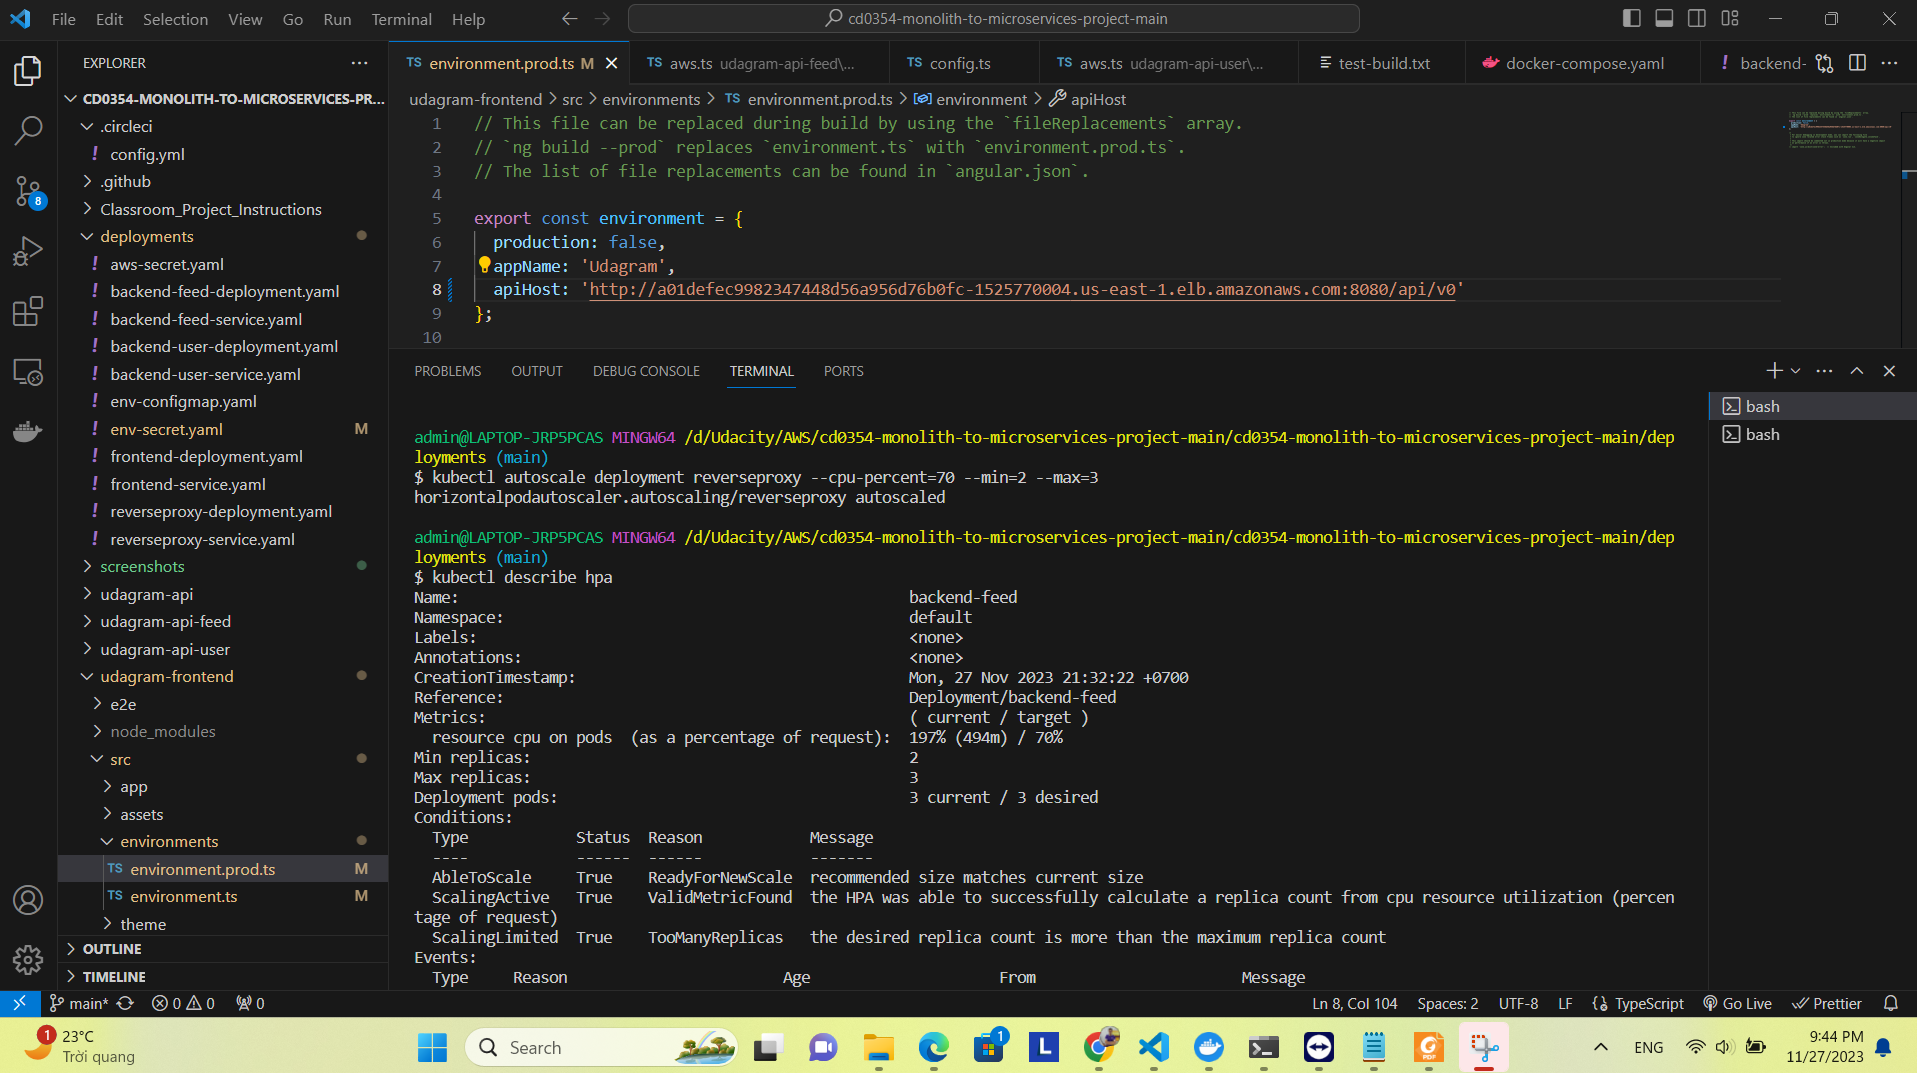 File Edit Selection View Go Run Terminal Help
cd0354-monolith-to-microservices-project-main
EXPLORER
CD0354-MONOLITH-TO-MICROSERVICES-PR...
.circleci
! config.yml
.github
Classroom_Project_Instructions
deployments
! aws-secret.yaml
! backend-feed-deployment.yaml
! backend-feed-service.yaml
! backend-user-deployment.yaml
! backend-user-service.yaml
! env-configmap.yaml
! env-secret.yaml M
! frontend-deployment.yaml
! frontend-service.yaml
! reverseproxy-deployment.yaml
! reverseproxy-service.yaml
screenshots
udagram-api
udagram-api-feed
udagram-api-user
udagram-frontend
e2e
node_modules
src
app
assets
environments
TS environment.prod.ts M
TS environment.ts M
theme
OUTLINE
TIMELINE
8
TS environment.prod.ts M
TS aws.ts udagram-api-feed\...
TS config.ts
TS aws.ts udagram-api-user\...
test-build.txt
docker-compose.yaml
! backend-
udagram-frontend > src > environments > TS environment.prod.ts > environment > apiHost
1 // This file can be replaced during build by using the `fileReplacements` array.
2 // `ng build --prod` replaces `environment.ts` with `environment.prod.ts`.
3 // The list of file replacements can be found in `angular.json`.
4
5 export const environment = {
6 production: false,
7 appName: 'Udagram',
8 apiHost: 'http://a01defec9982347448d56a956d76b0fc-1525770004.us-east-1.elb.amazonaws.com:8080/api/v0'
9 };
10
PROBLEMS OUTPUT DEBUG CONSOLE TERMINAL PORTS
bash
bash
admin@LAPTOP-JRP5PCAS MINGW64 /d/Udacity/AWS/cd0354-monolith-to-microservices-project-main/cd0354-monolith-to-microservices-project-main/dep
loyments (main)
$ kubectl autoscale deployment reverseproxy --cpu-percent=70 --min=2 --max=3
horizontalpodautoscaler.autoscaling/reverseproxy autoscaled
admin@LAPTOP-JRP5PCAS MINGW64 /d/Udacity/AWS/cd0354-monolith-to-microservices-project-main/cd0354-monolith-to-microservices-project-main/dep
loyments (main)
$ kubectl describe hpa
Name: backend-feed
Namespace: default
Labels: <none>
Annotations: <none>
CreationTimestamp: Mon, 27 Nov 2023 21:32:22 +0700
Reference: Deployment/backend-feed
Metrics: ( current / target )
resource cpu on pods (as a percentage of request): 197% (494m) / 70%
Min replicas: 2
Max replicas: 3
Deployment pods: 3 current / 3 desired
Conditions:
Type Status Reason Message
---- ------ ------ -------
AbleToScale True ReadyForNewScale recommended size matches current size
ScalingActive True ValidMetricFound the HPA was able to successfully calculate a replica count from cpu resource utilization (percen
tage of request)
ScalingLimited True TooManyReplicas the desired replica count is more than the maximum replica count
Events:
Type Reason Age From Message
main* 0 0 0
Ln 8, Col 104 Spaces: 2 UTF-8 LF TypeScript Go Live Prettier
1
23°C
Trời quang
Search
1
L
PDF
ENG
9:44 PM
11/27/2023